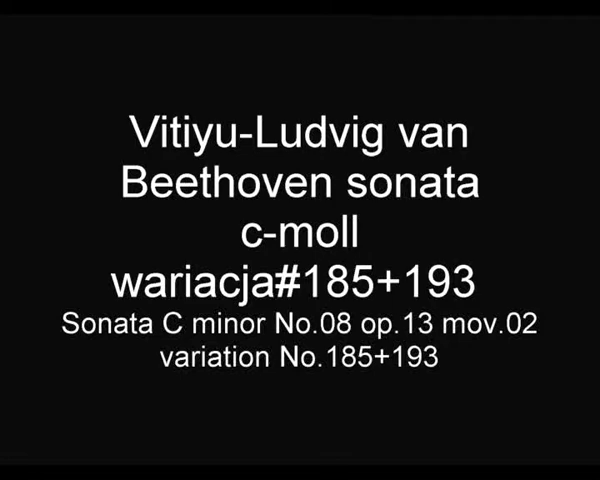 Vitiyu-Ludvig van
Beethoven sonata
c-moll
wariacja#185+193
Sonata C minor No.08 op.13 mov.02
variation No.185+193